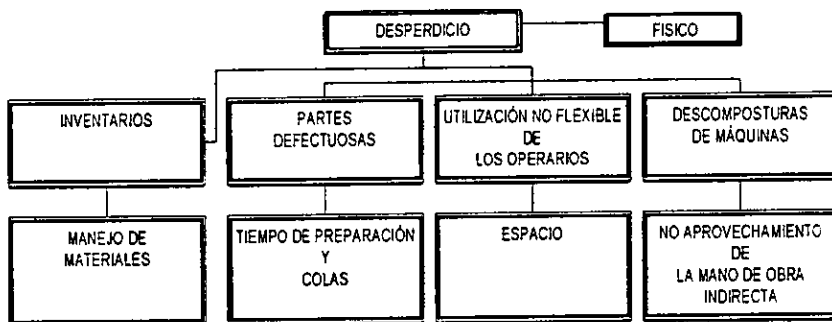 DESPERDICIO
FISICO
INVENTARIOS
PARTES
DEFECTUOSAS
UTILIZACIÓN NO FLEXIBLE
DE
LOS OPERARIOS
DESCOMPOSTURAS
DE MÁQUINAS
MANEJO DE
MATERIALES
TIEMPO DE PREPARACIÓN
Y
COLAS
ESPACIO
NO APROVECHAMIENTO
DE
LA MANO DE OBRA
INDIRECTA